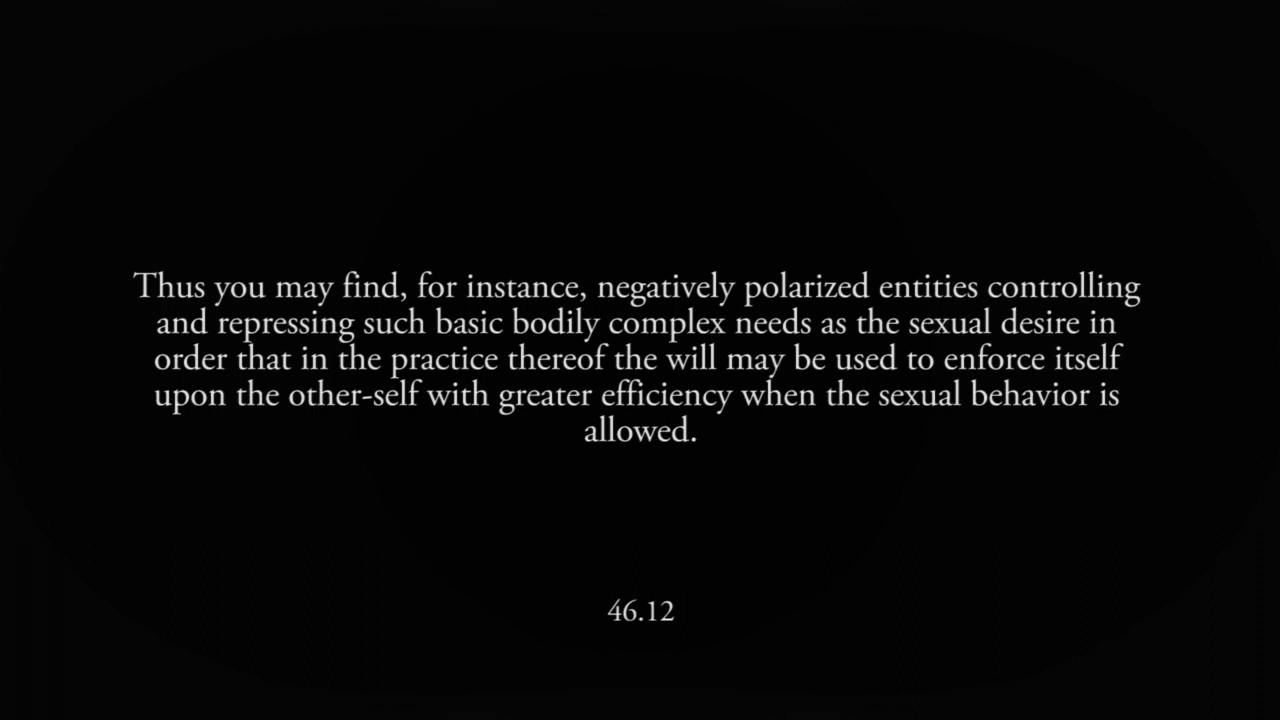 Thus you may find, for instance, negatively polarized entities controlling
and repressing such basic bodily complex needs as the sexual desire in
order that in the practice thereof the will may be used to enforce itself
upon the other-self with greater efficiency when the sexual behavior is
allowed.
46.12